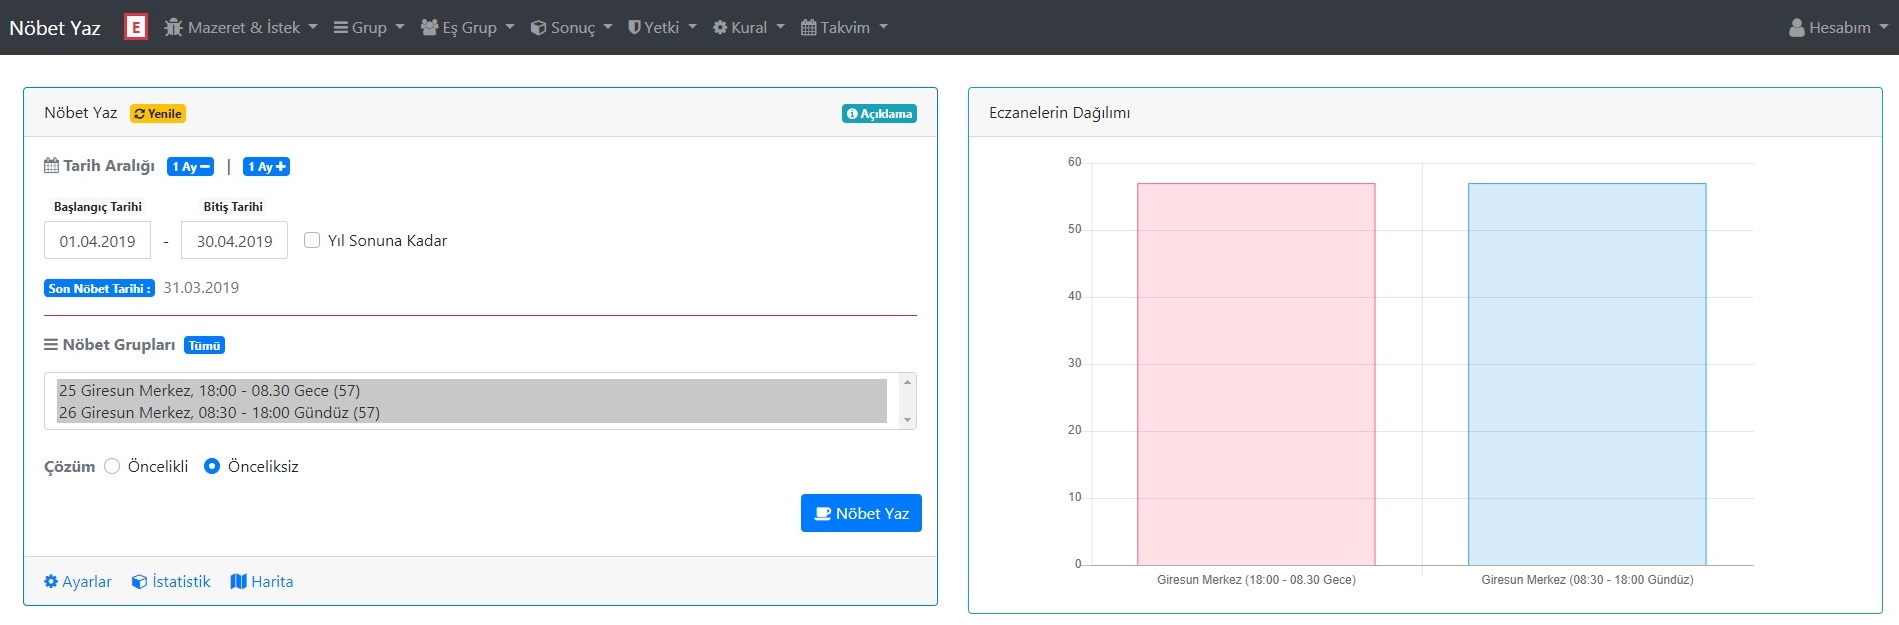 Nöbet Yaz E Mazeret & İstek Grup Eş Grup Sonuç Yetki Kural Takvim Hesabım
Nöbet Yaz Yenile Açıklama
Tarih Aralığı 1 Ay | 1 Ay
Başlangıç Tarihi Bitiş Tarihi
01.04.2019 - 30.04.2019 Yıl Sonuna Kadar
Son Nöbet Tarihi : 31.03.2019
Nöbet Grupları Tümü
25 Giresun Merkez, 18:00 - 08.30 Gece (57)
26 Giresun Merkez, 08:30 - 18:00 Gündüz (57)
Çözüm Öncelikli Önceliksiz
Nöbet Yaz
Ayarlar İstatistik Harita
Eczanelerin Dağılımı
60
50
40
30
20
10
0
Giresun Merkez (18:00 - 08.30 Gece) Giresun Merkez (08:30 - 18:00 Gündüz)